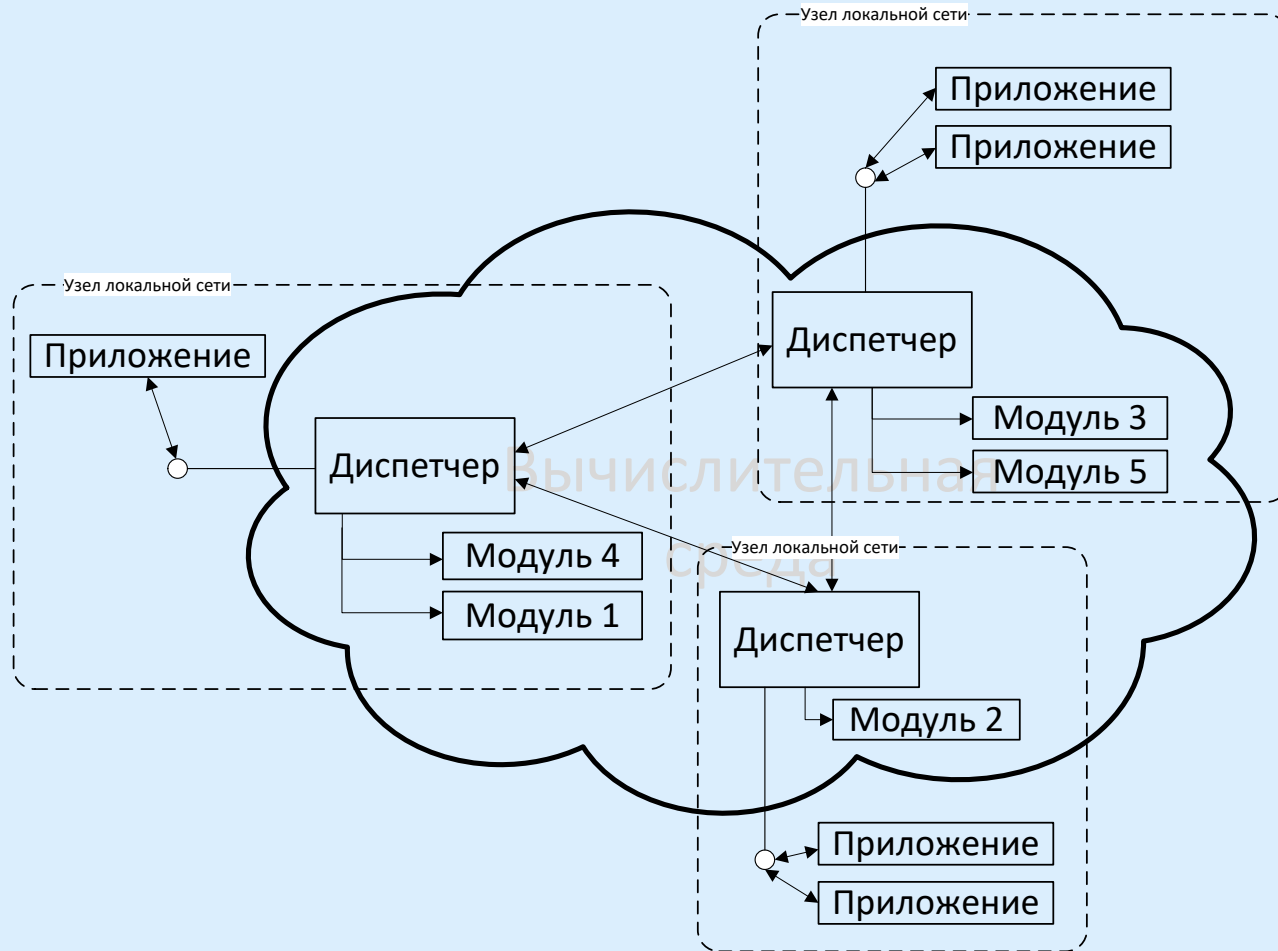 Узел локальной сети
Приложение
Приложение
Узел локальной сети
Приложение
Диспетчер
Модуль 3
Модуль 5
Диспетчер
Вычислительная
среда
Модуль 4
Модуль 1
Узел локальной сети
Диспетчер
Модуль 2
Приложение
Приложение